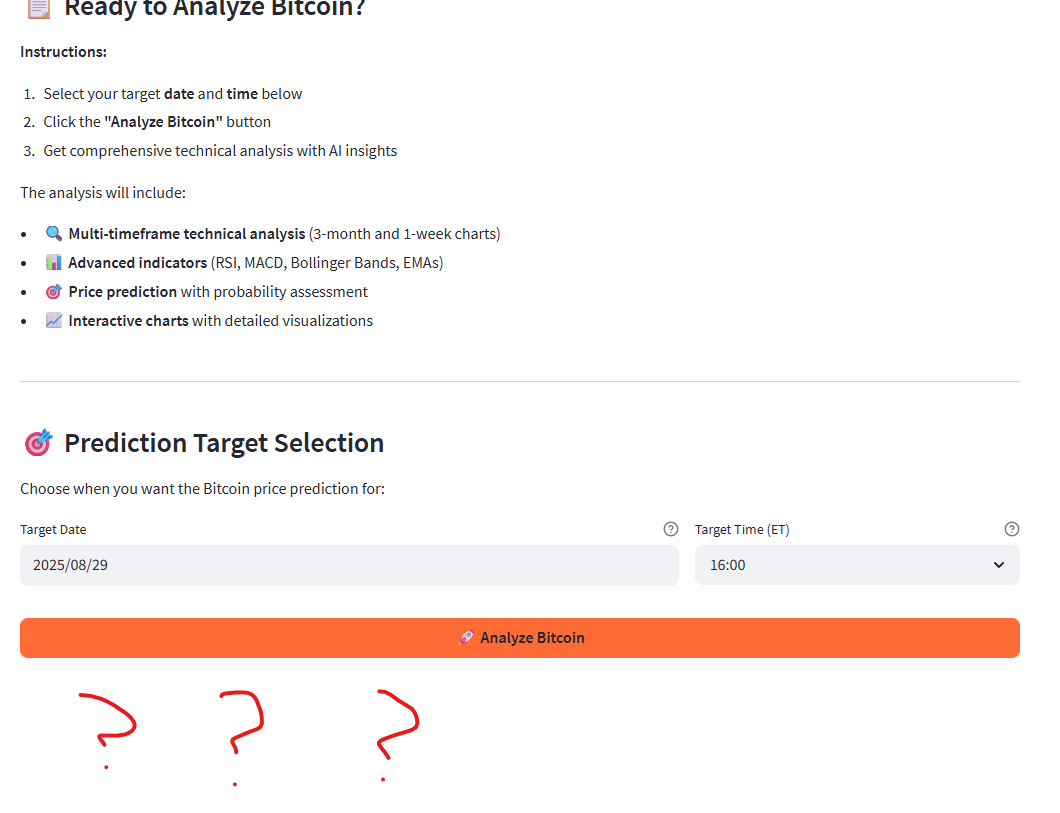 Ready to Analyze Bitcoin?
Instructions:
1. Select your target date and time below
2. Click the "Analyze Bitcoin" button
3. Get comprehensive technical analysis with AI insights
The analysis will include:
• Multi-timeframe technical analysis (3-month and 1-week charts)
• Advanced indicators (RSI, MACD, Bollinger Bands, EMAs)
• Price prediction with probability assessment
• Interactive charts with detailed visualizations
Prediction Target Selection
Choose when you want the Bitcoin price prediction for:
Target Date ? Target Time (ET) ?
2025/08/29 16:00
Analyze Bitcoin
? ? ?